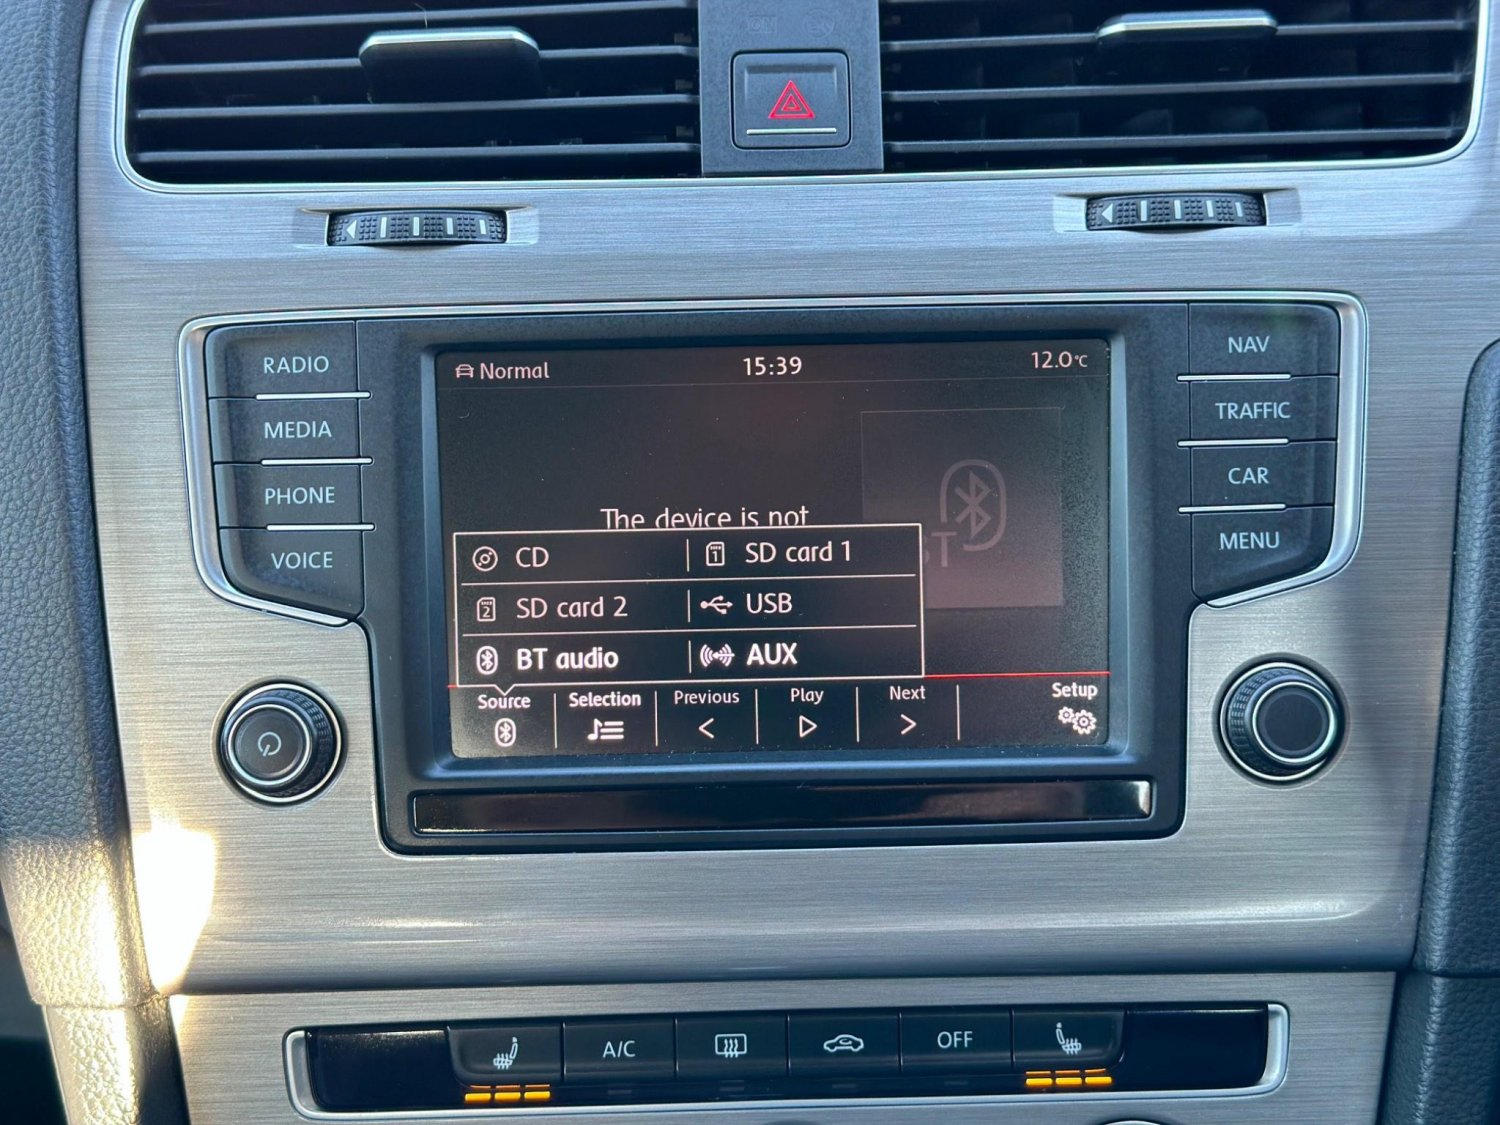 RADIO
MEDIA
PHONE
VOICE
Normal 15:39 12.0°C
The device is not
CD
SD card 1
SD card 2
USB
BT audio
AUX
BT
Source
Selection
Previous
Play
Next
Setup
NAV
TRAFFIC
CAR
MENU
A/C
OFF